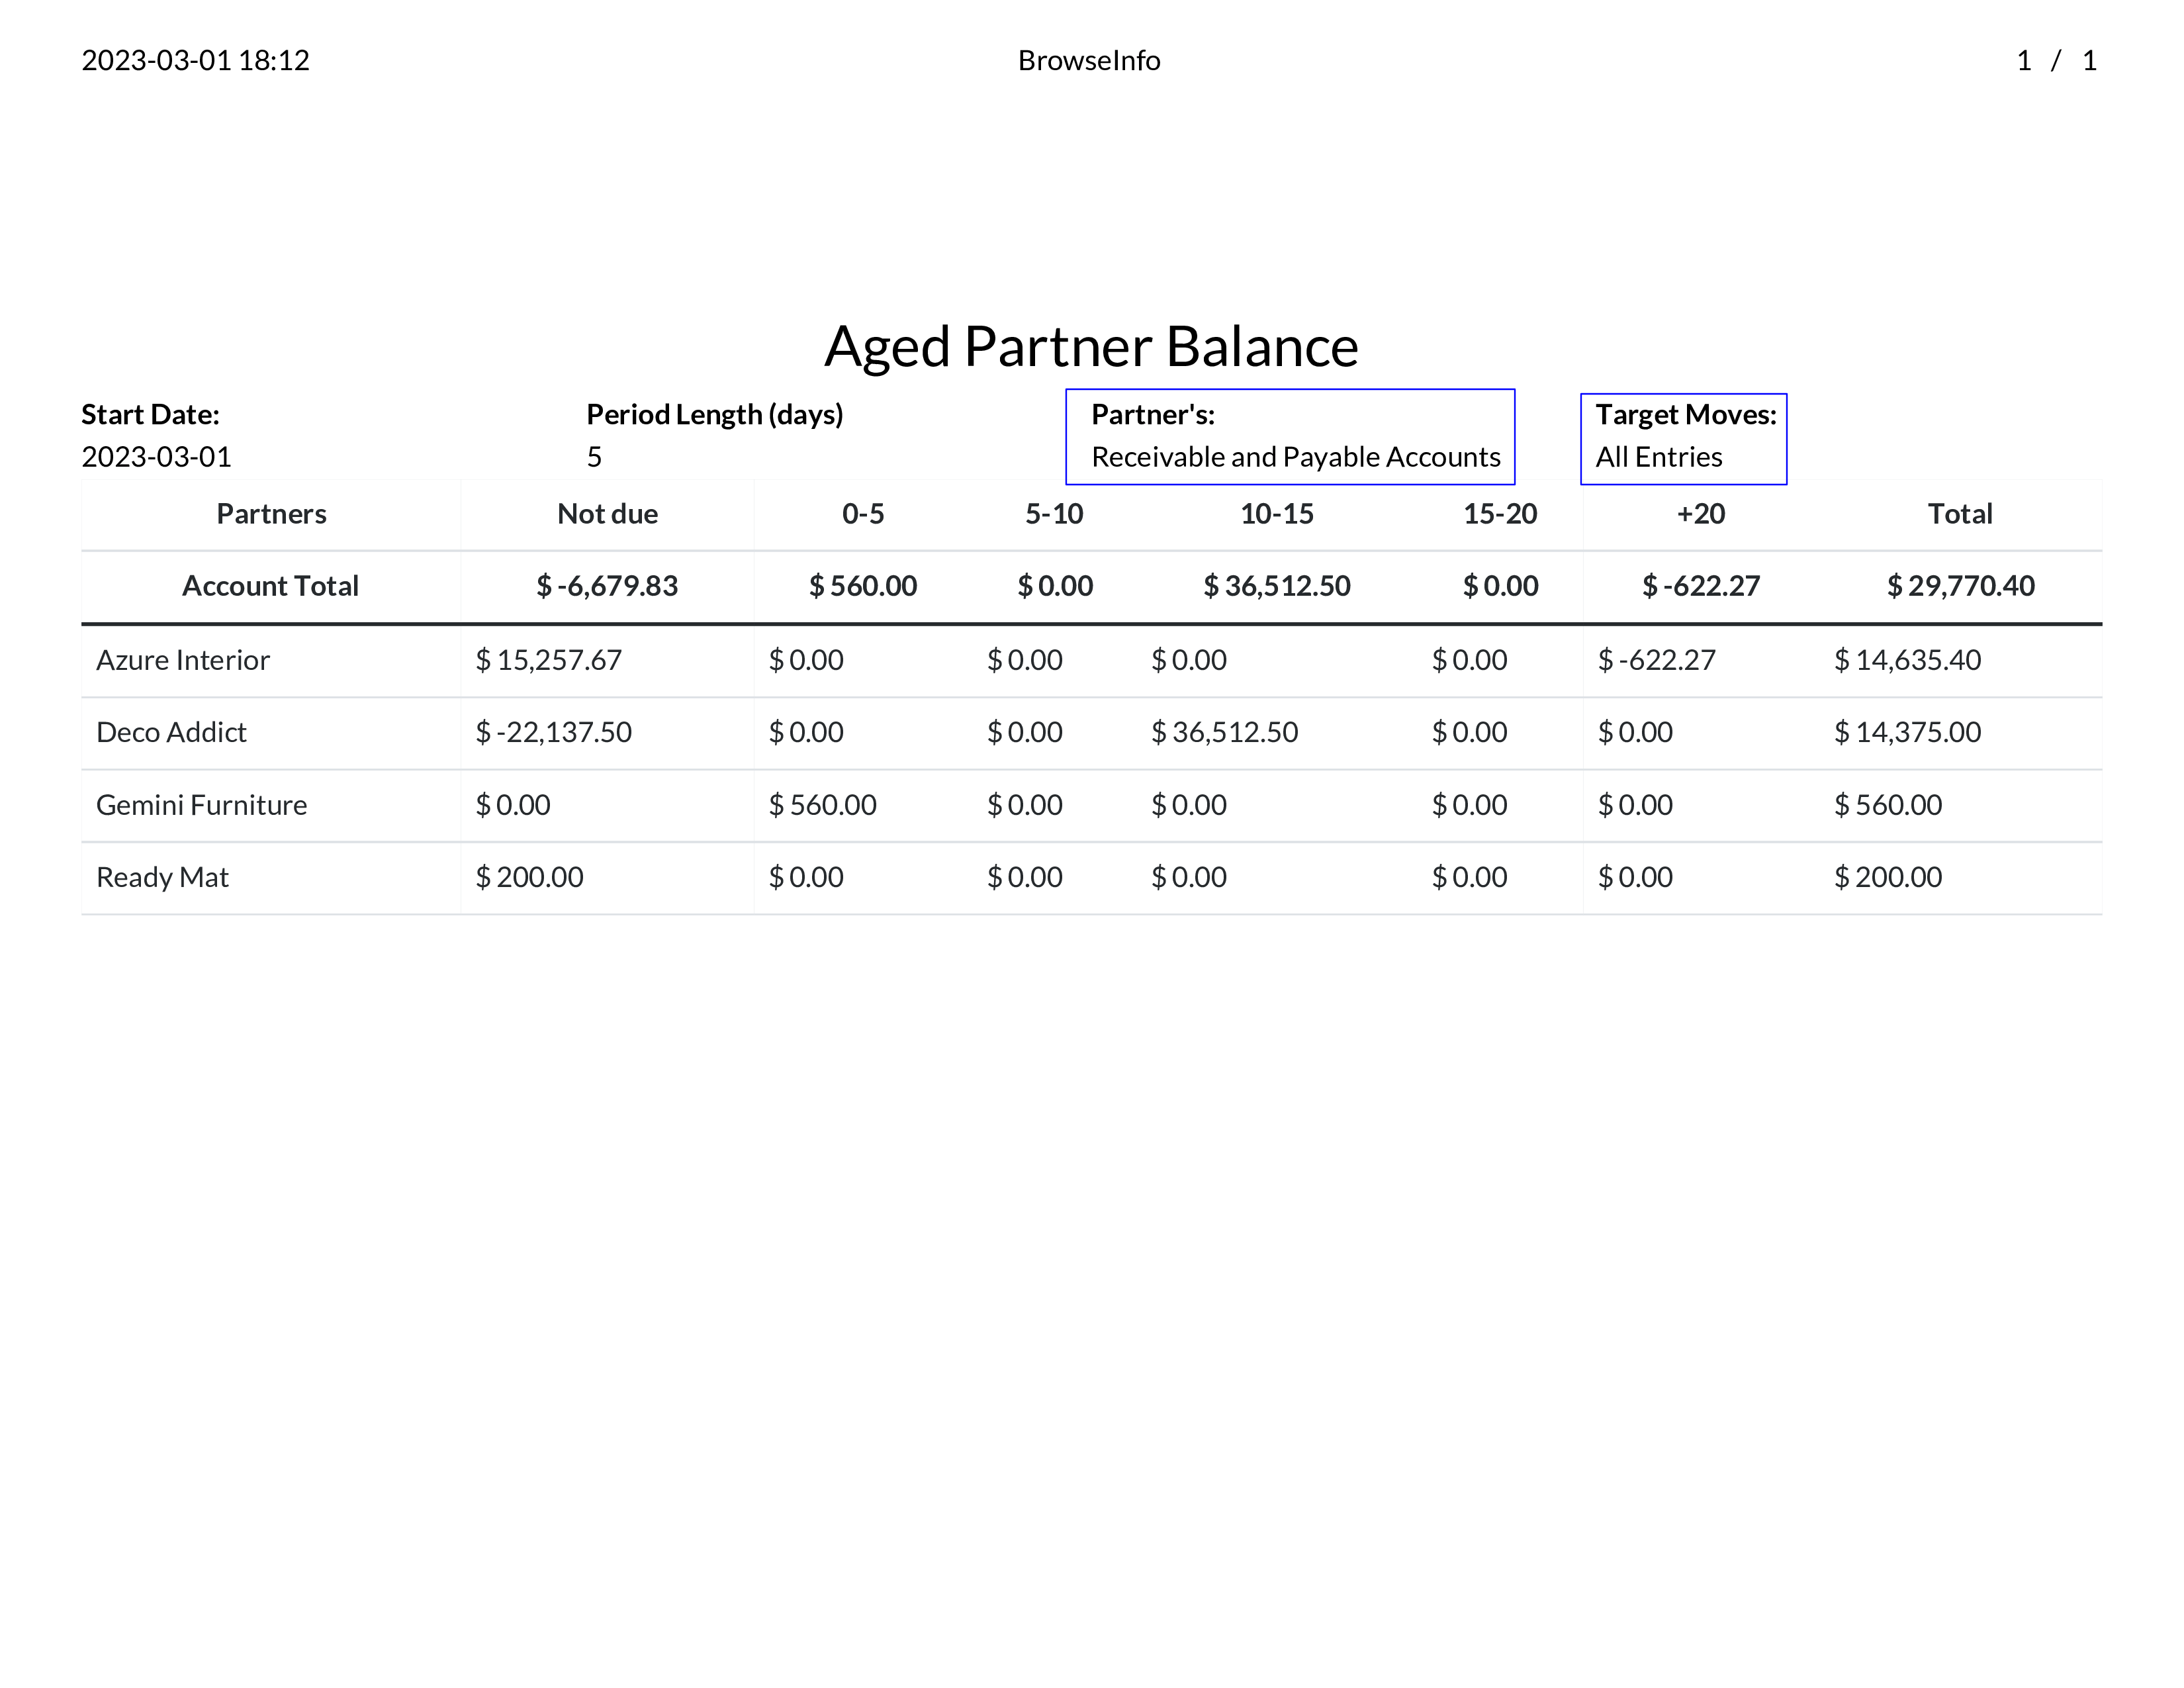 2023-03-01 18:12 BrowseInfo 1 / 1
Aged Partner Balance
Start Date: Period Length (days) Partner's: Target Moves:
2023-03-01 5 Receivable and Payable Accounts All Entries
Partners Not due 0-5 5-10 10-15 15-20 +20 Total
Account Total $ -6,679.83 $ 560.00 $ 0.00 $ 36,512.50 $ 0.00 $ -622.27 $ 29,770.40
Azure Interior $ 15,257.67 $ 0.00 $ 0.00 $ 0.00 $ 0.00 $ -622.27 $ 14,635.40
Deco Addict $ -22,137.50 $ 0.00 $ 0.00 $ 36,512.50 $ 0.00 $ 0.00 $ 14,375.00
Gemini Furniture $ 0.00 $ 560.00 $ 0.00 $ 0.00 $ 0.00 $ 0.00 $ 560.00
Ready Mat $ 200.00 $ 0.00 $ 0.00 $ 0.00 $ 0.00 $ 0.00 $ 200.00